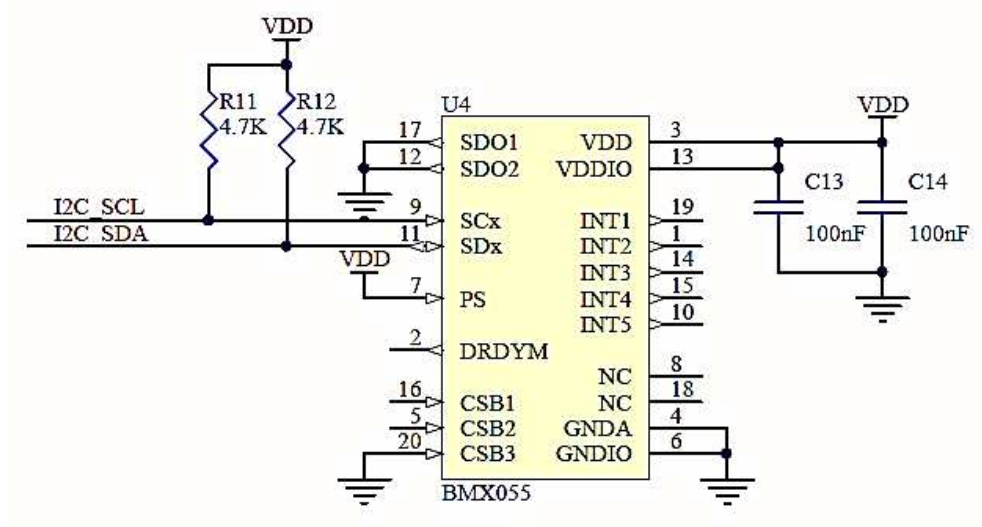 VDD
R11
4.7K
R12
4.7K
U4
VDD
17 SDO1
12 SDO2
I2C_SCL
9 SCx
I2C_SDA
11 SDx
VDD
7 PS
2 DRDYM
16 CSB1
5 CSB2
20 CSB3
VDD 3
VDDIO 13
INT1 19
INT2 1
INT3 14
INT4 15
INT5 10
NC 8
NC 18
GNDA 4
GNDIO 6
C13
100nF
C14
100nF
BMX055